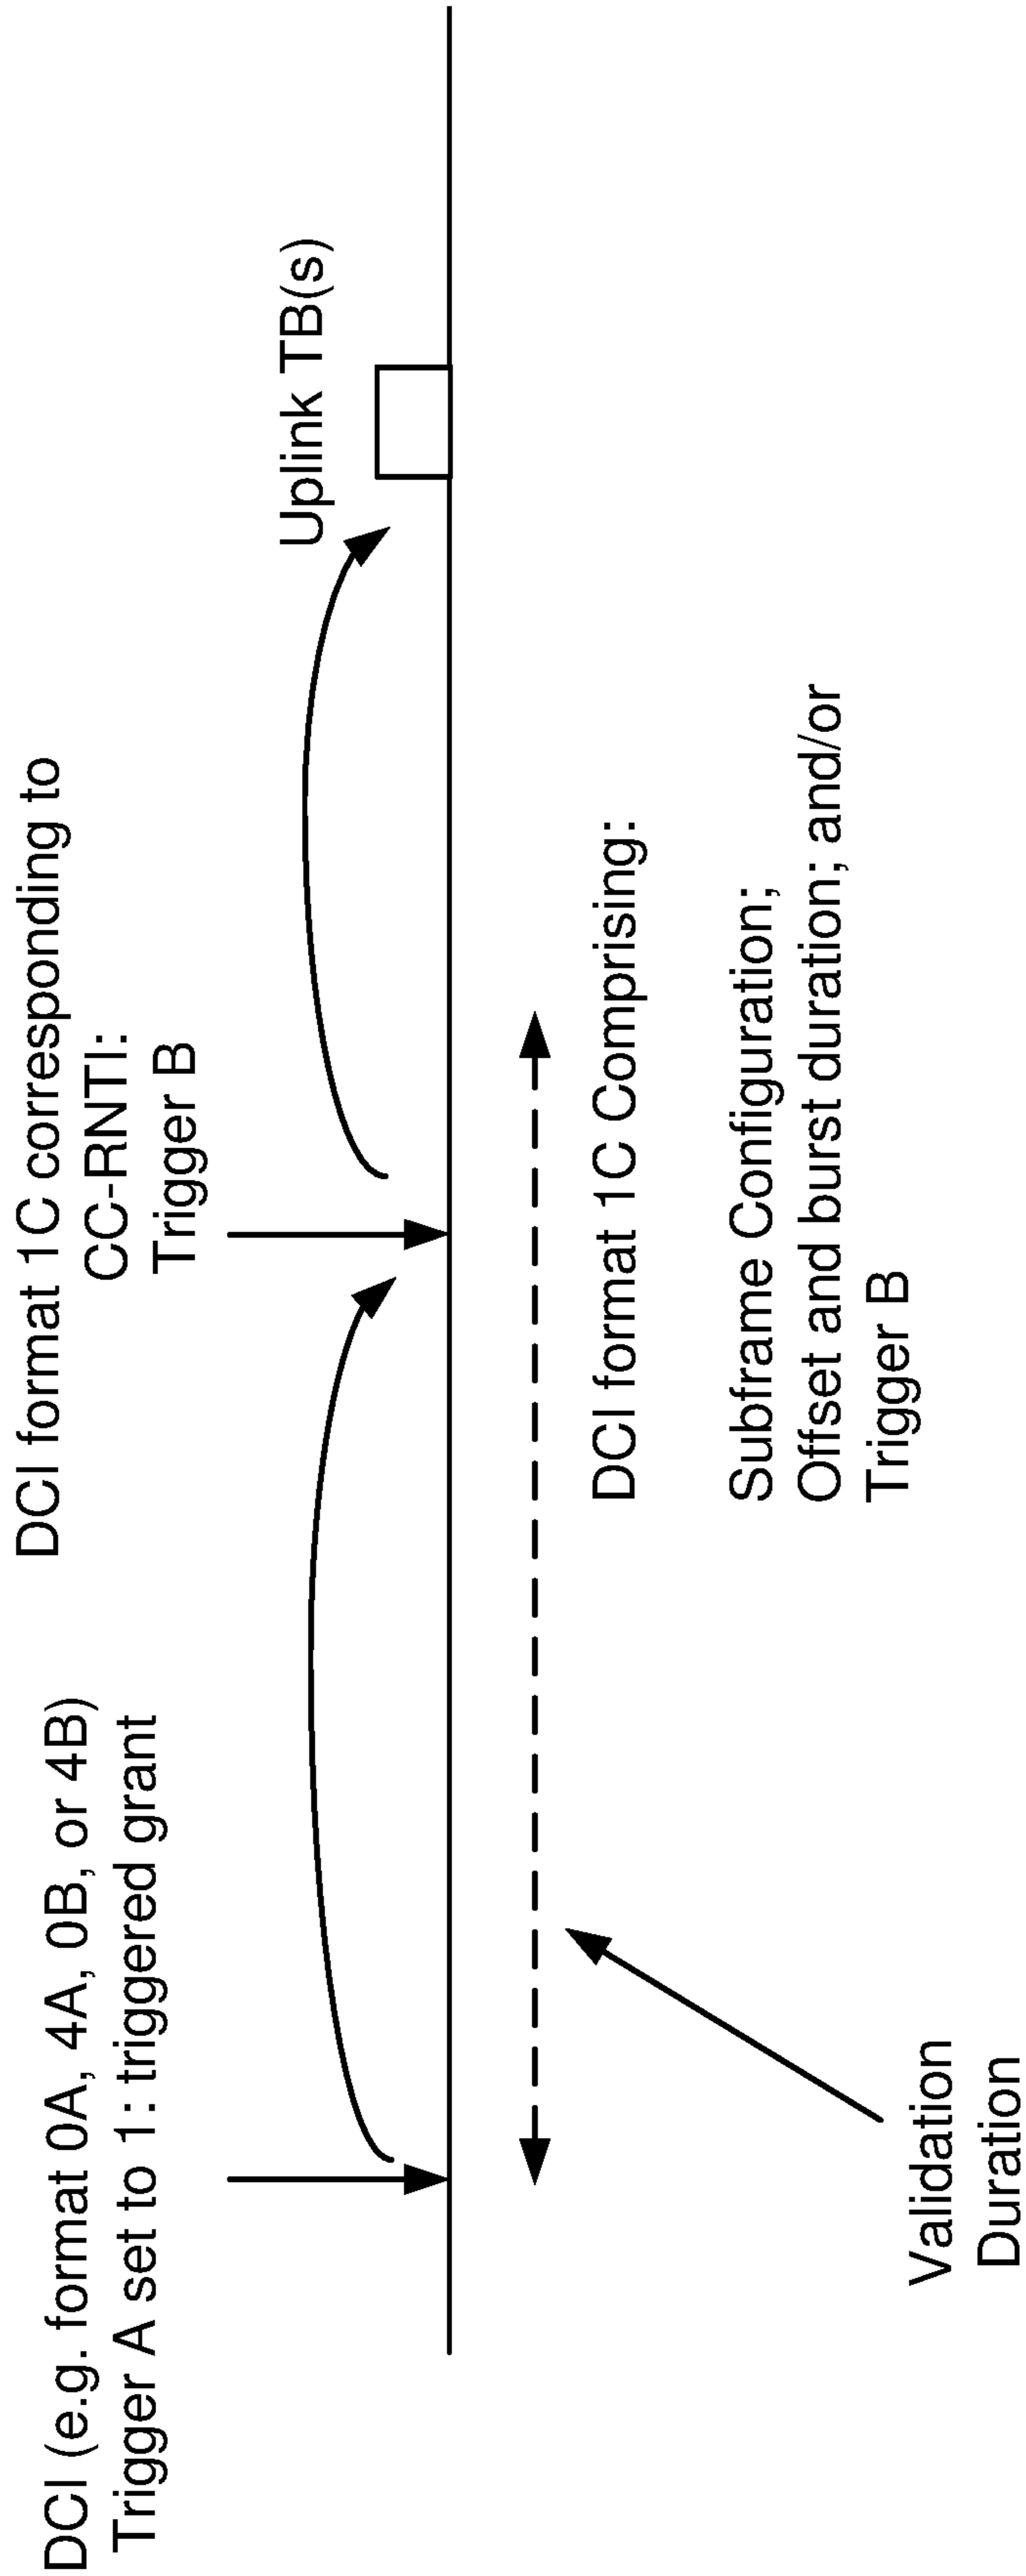 DCI (e.g. format 0A, 4A, 0B, or 4B)
Trigger A set to 1: triggered grant
DCI format 1C corresponding to
CC-RNTI:
Trigger B
Uplink TB(s)
Validation
Duration
DCI format 1C Comprising:
Subframe Configuration;
Offset and burst duration; and/or
Trigger B